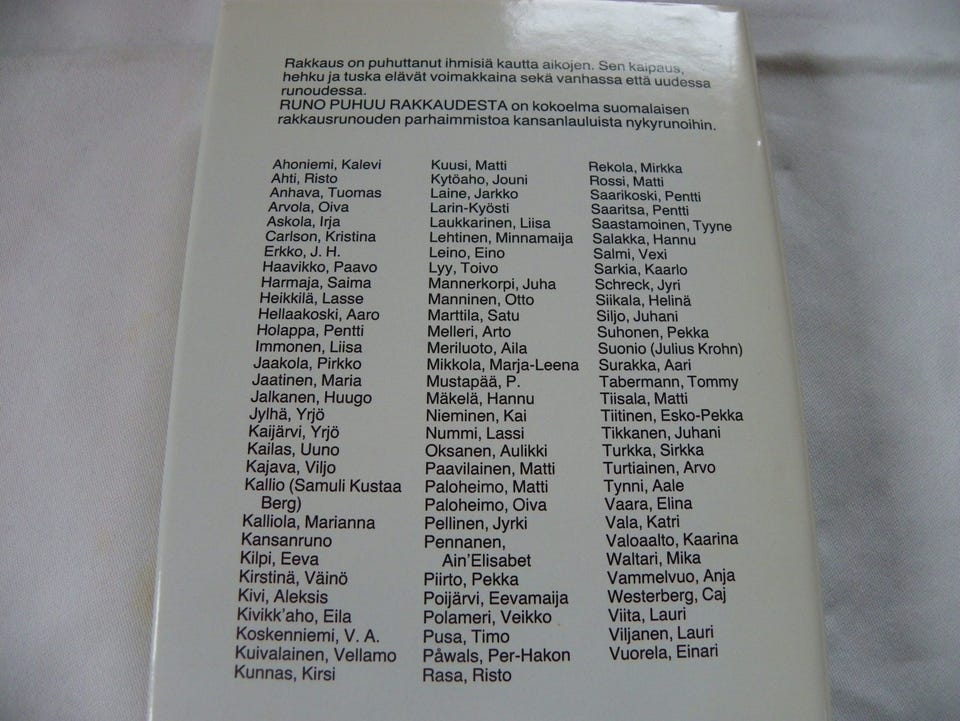 Rakkaus on puhuttanut ihmisiä kautta aikojen. Sen kaipaus,
hehku ja tuska elävät voimakkaina sekä vanhassa että uudessa
runoudessa.
RUNO PUHUU RAKKAUDESTA on kokoelma suomalaisen
rakkausrunouden parhaimmistoa kansanlauluista nykyrunoihin.
Ahoniemi, Kalevi
Ahti, Risto
Anhava, Tuomas
Arvola, Oiva
Askola, Irja
Carlson, Kristina
Erkko, J. H.
Haavikko, Paavo
Harmaja, Saima
Heikkilä, Lasse
Hellaakoski, Aaro
Holappa, Pentti
Immonen, Liisa
Jaakola, Pirkko
Jaatinen, Maria
Jalkanen, Huugo
Jylhä, Yrjö
Kaijärvi, Yrjö
Kailas, Uuno
Kajava, Viljo
Kallio (Samuli Kustaa
Berg)
Kalliola, Marianna
Kansanruno
Kilpi, Eeva
Kirstinä, Väinö
Kivi, Aleksis
Kivikk'aho, Eila
Koskenniemi, V. A.
Kuivalainen, Vellamo
Kunnas, Kirsi
Kuusi, Matti
Kytöaho, Jouni
Laine, Jarkko
Larin-Kyösti
Laukkarinen, Liisa
Lehtinen, Minnamaija
Leino, Eino
Lyy, Toivo
Mannerkorpi, Juha
Manninen, Otto
Marttila, Satu
Melleri, Arto
Meriluoto, Aila
Mikkola, Marja-Leena
Mustapää, P.
Mäkelä, Hannu
Nieminen, Kai
Nummi, Lassi
Oksanen, Aulikki
Paavilainen, Matti
Paloheimo, Matti
Paloheimo, Oiva
Pellinen, Jyrki
Pennanen,
Ain'Elisabet
Piirto, Pekka
Poijärvi, Eevamaija
Polameri, Veikko
Pusa, Timo
Påwals, Per-Hakon
Rasa, Risto
Rekola, Mirkka
Rossi, Matti
Saarikoski, Pentti
Saaritsa, Pentti
Saastamoinen, Tyyne
Salakka, Hannu
Salmi, Vexi
Sarkia, Kaarlo
Schreck, Jyri
Siikala, Helinä
Siljo, Juhani
Suhonen, Pekka
Suonio (Julius Krohn)
Surakka, Aari
Tabermann, Tommy
Tiisala, Matti
Tiitinen, Esko-Pekka
Tikkanen, Juhani
Turkka, Sirkka
Turtiainen, Arvo
Tynni, Aale
Vaara, Elina
Vala, Katri
Valoaalto, Kaarina
Waltari, Mika
Vammelvuo, Anja
Westerberg, Caj
Viita, Lauri
Viljanen, Lauri
Vuorela, Einari